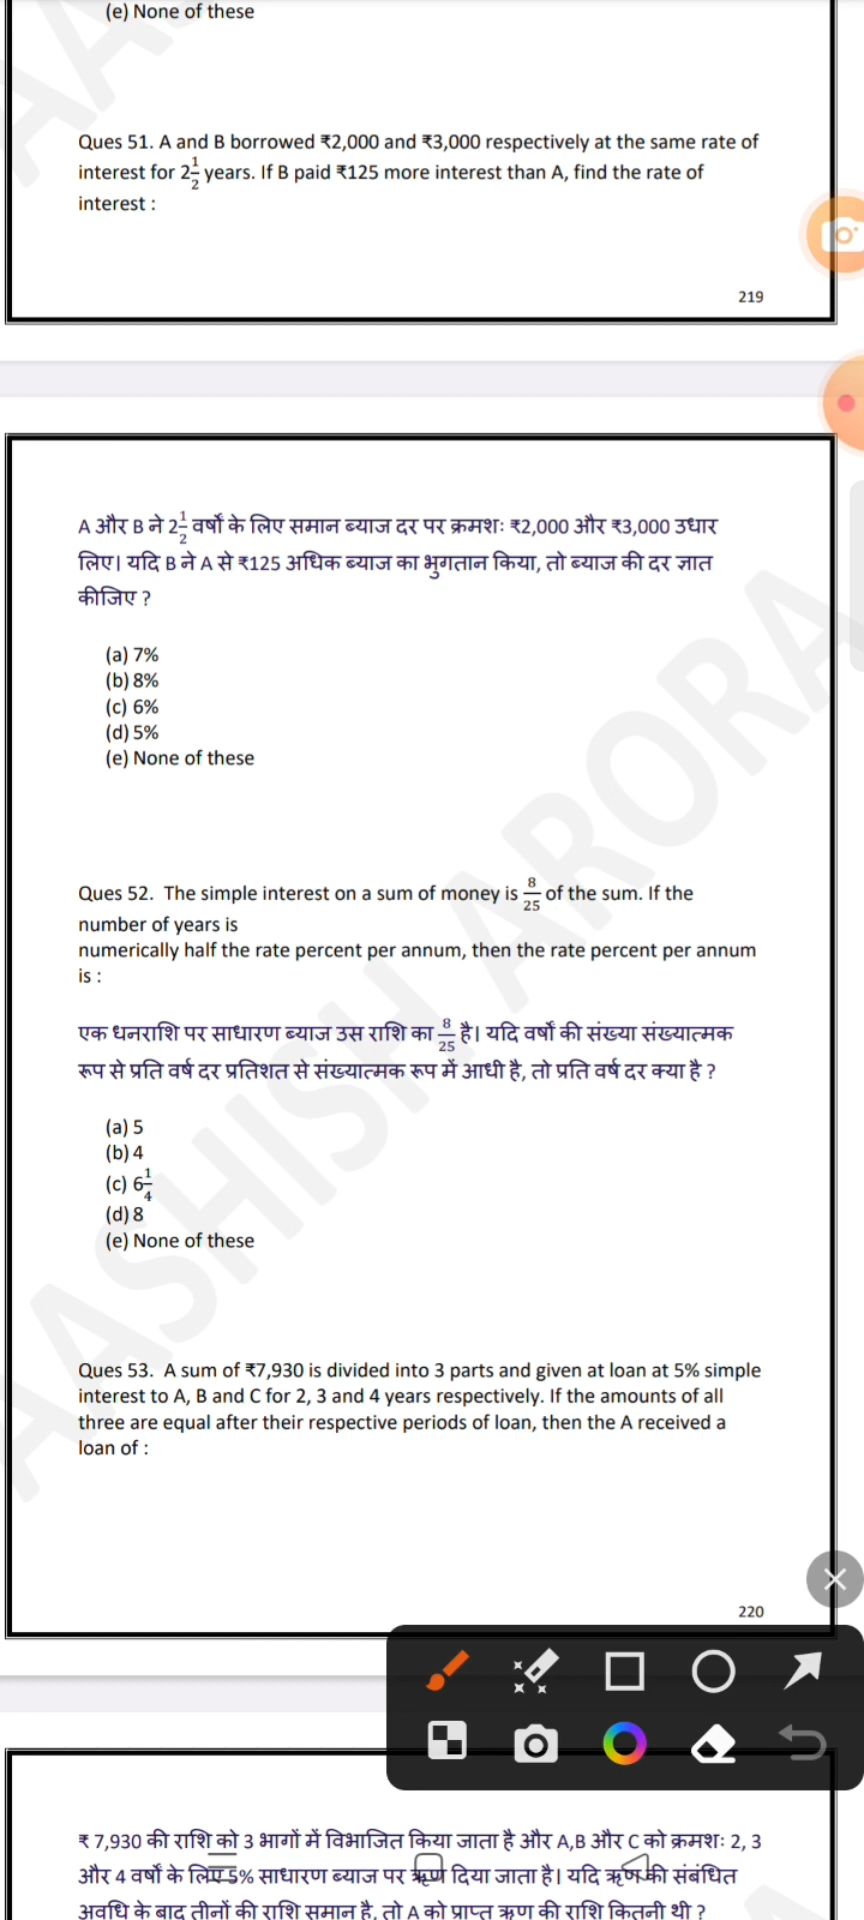 (e) None of these
Ques 51. A and B borrowed ₹2,000 and ₹3,000 respectively at the same rate of
interest for 2½ years. If B paid ₹125 more interest than A, find the rate of
interest :
219
A और B ने 2½ वर्षों के लिए समान ब्याज दर पर क्रमशः ₹2,000 और ₹3,000 उधार
लिए। यदि B ने A से ₹125 अधिक ब्याज का भुगतान किया, तो ब्याज की दर ज्ञात
कीजिए ?
(a) 7%
(b) 8%
(c) 6%
(d) 5%
(e) None of these
Ques 52. The simple interest on a sum of money is 8/25 of the sum. If the
number of years is
numerically half the rate percent per annum, then the rate percent per annum
is :
एक धनराशि पर साधारण ब्याज उस राशि का 8/25 है। यदि वर्षों की संख्या संख्यात्मक
रूप से प्रति वर्ष दर प्रतिशत से संख्यात्मक रूप में आधी है, तो प्रति वर्ष दर क्या है ?
(a) 5
(b) 4
(c) 6¼
(d) 8
(e) None of these
Ques 53. A sum of ₹7,930 is divided into 3 parts and given at loan at 5% simple
interest to A, B and C for 2, 3 and 4 years respectively. If the amounts of all
three are equal after their respective periods of loan, then the A received a
loan of :
220
₹ 7,930 की राशि को 3 भागों में विभाजित किया जाता है और A,B और C को क्रमशः 2, 3
और 4 वर्षों के लिए 5% साधारण ब्याज पर ऋण दिया जाता है। यदि ऋण की संबंधित
अवधि के बाद तीनों की राशि समान है, तो A को प्राप्त ऋण की राशि कितनी थी ?
AASHISH ARORA